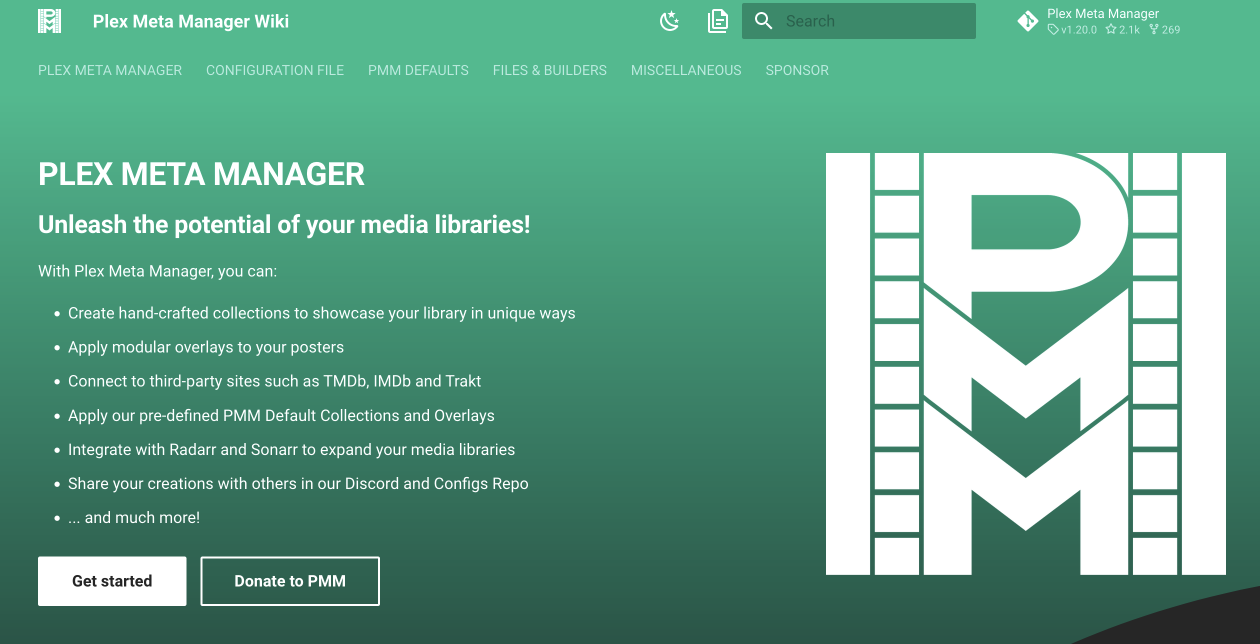 Plex Meta Manager Wiki
Search
Plex Meta Manager
v1.20.0 2.1k 269
PLEX META MANAGER CONFIGURATION FILE PMM DEFAULTS FILES & BUILDERS MISCELLANEOUS SPONSOR
PLEX META MANAGER
Unleash the potential of your media libraries!
With Plex Meta Manager, you can:
Create hand-crafted collections to showcase your library in unique ways
Apply modular overlays to your posters
Connect to third-party sites such as TMDb, IMDb and Trakt
Apply our pre-defined PMM Default Collections and Overlays
Integrate with Radarr and Sonarr to expand your media libraries
Share your creations with others in our Discord and Configs Repo
... and much more!
Get started Donate to PMM
P
M
M